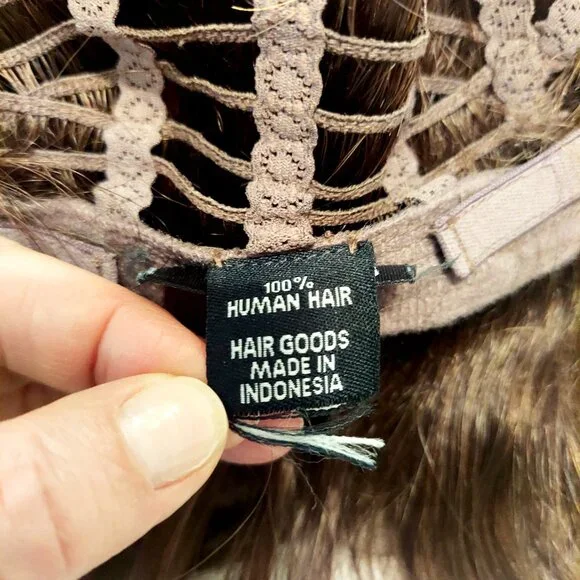 100%
HUMAN HAIR
HAIR GOODS
MADE IN
INDONESIA